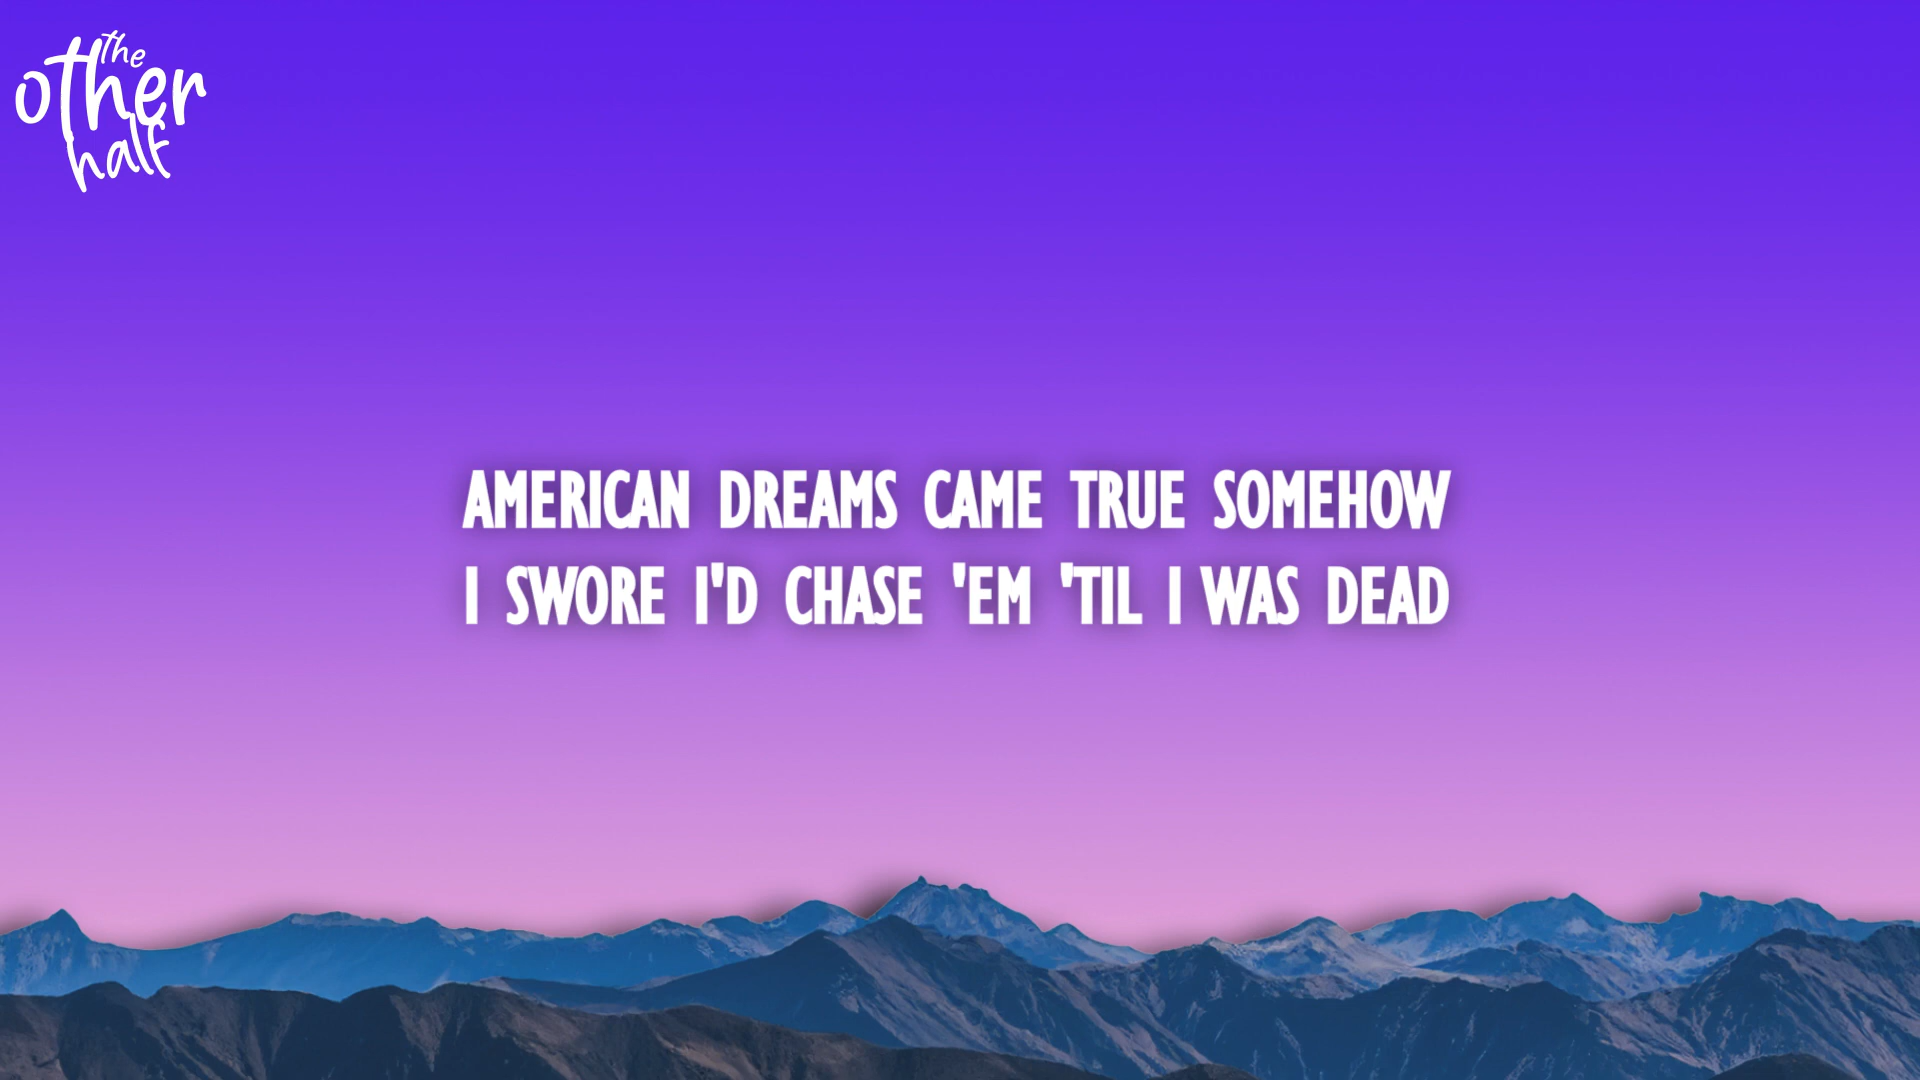 the
other
half
AMERICAN DREAMS CAME TRUE SOMEHOW
I SWORE I'D CHASE 'EM 'TIL I WAS DEAD